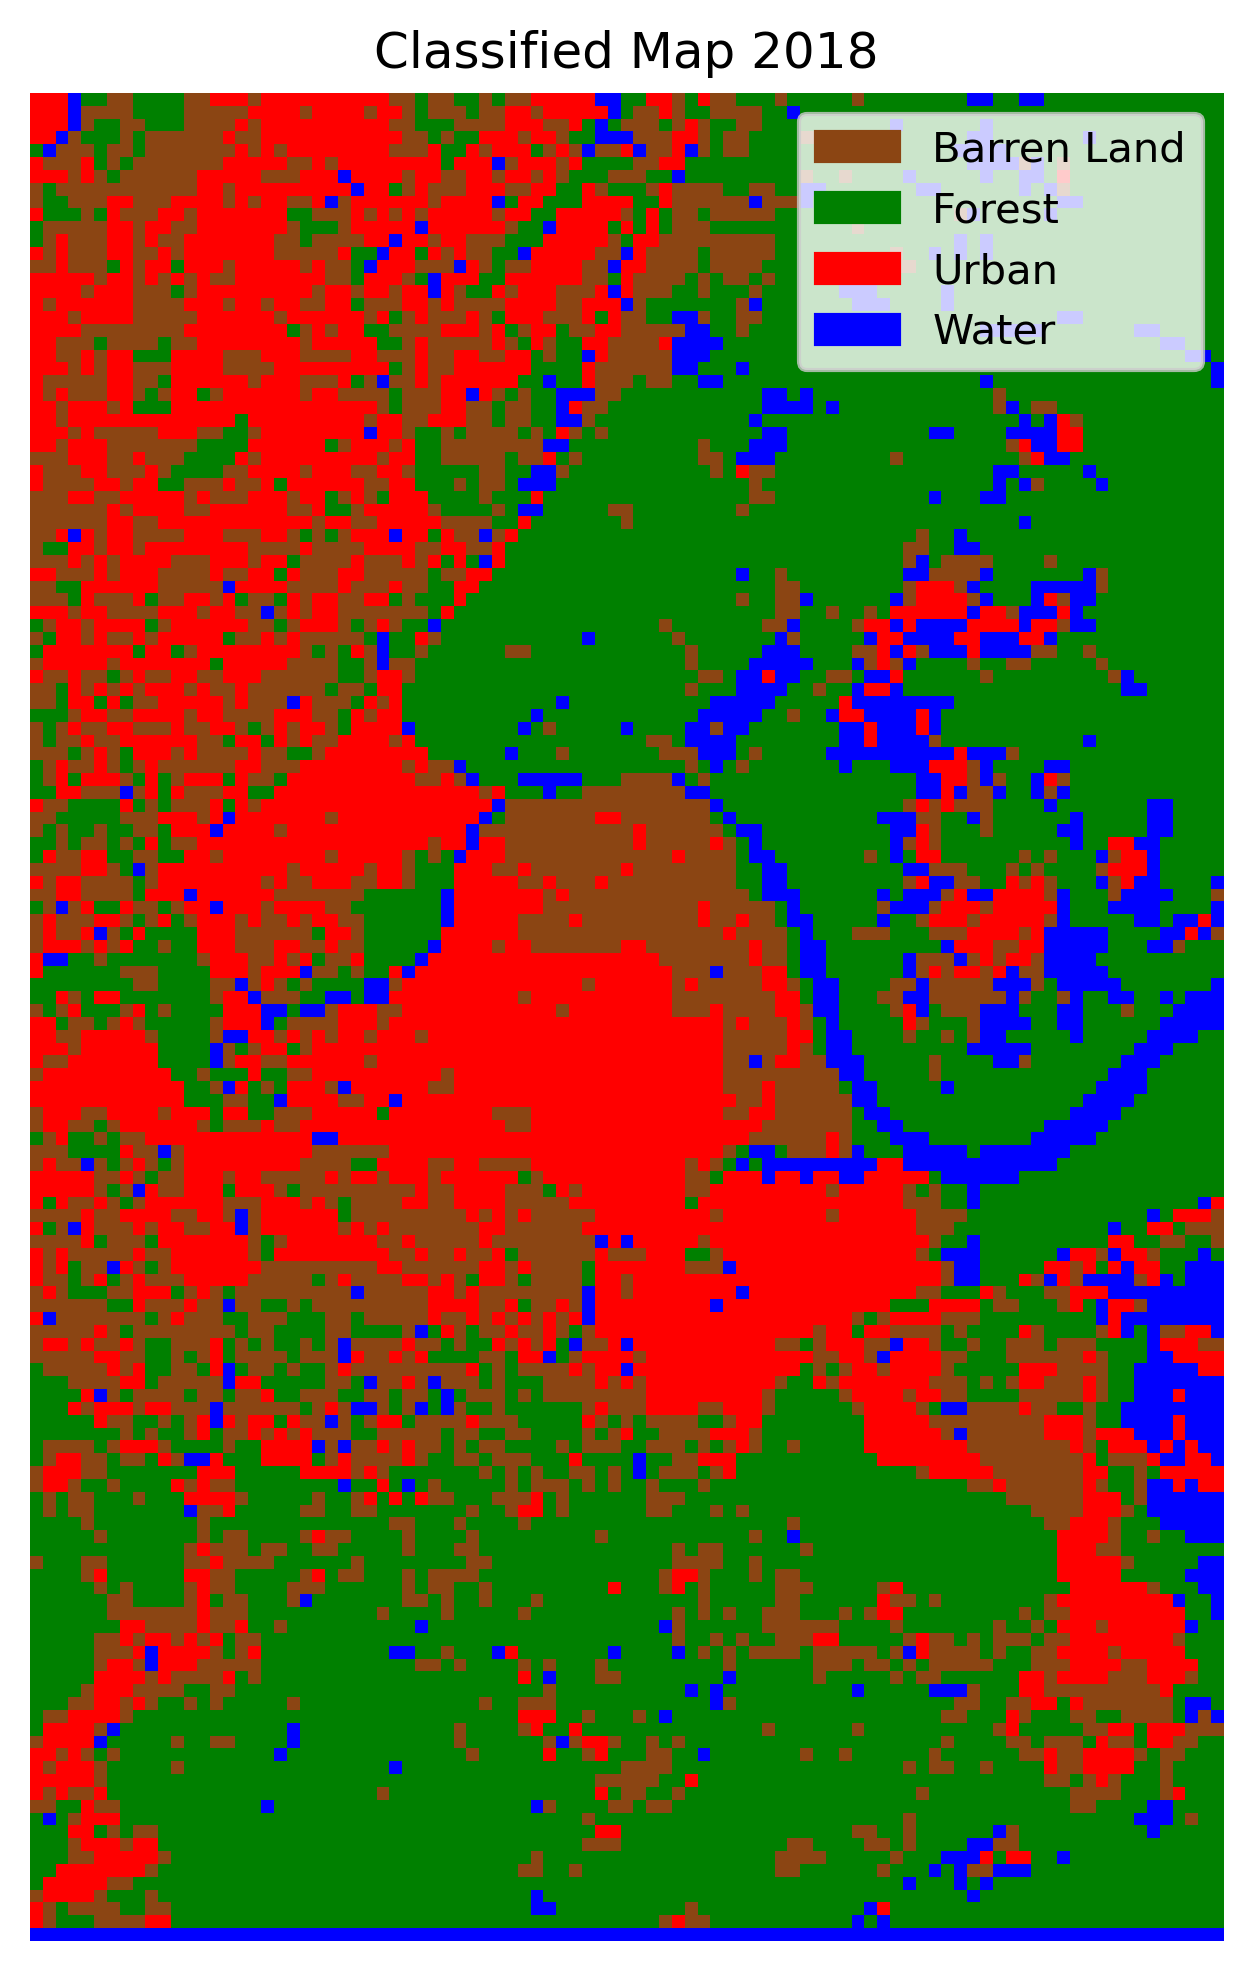 Classified Map 2018
Barren Land
Forest
Urban
Water